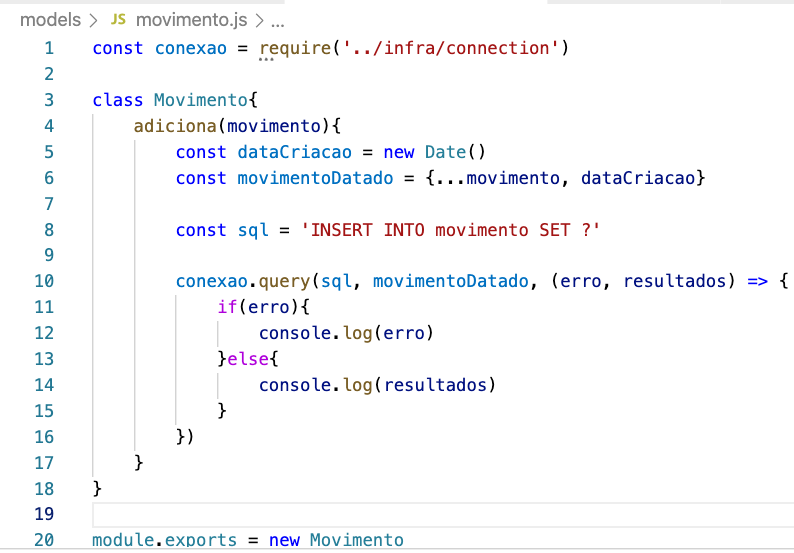 models > JS movimento.js > ...
1 const conexao = require('../infra/connection')
2
3 class Movimento{
4 adiciona(movimento){
5 const dataCriacao = new Date()
6 const movimentoDatado = {...movimento, dataCriacao}
7
8 const sql = 'INSERT INTO movimento SET ?'
9
10 conexao.query(sql, movimentoDatado, (erro, resultados) => {
11 if(erro){
12 console.log(erro)
13 }else{
14 console.log(resultados)
15 }
16 })
17 }
18 }
19
20 module.exports = new Movimento